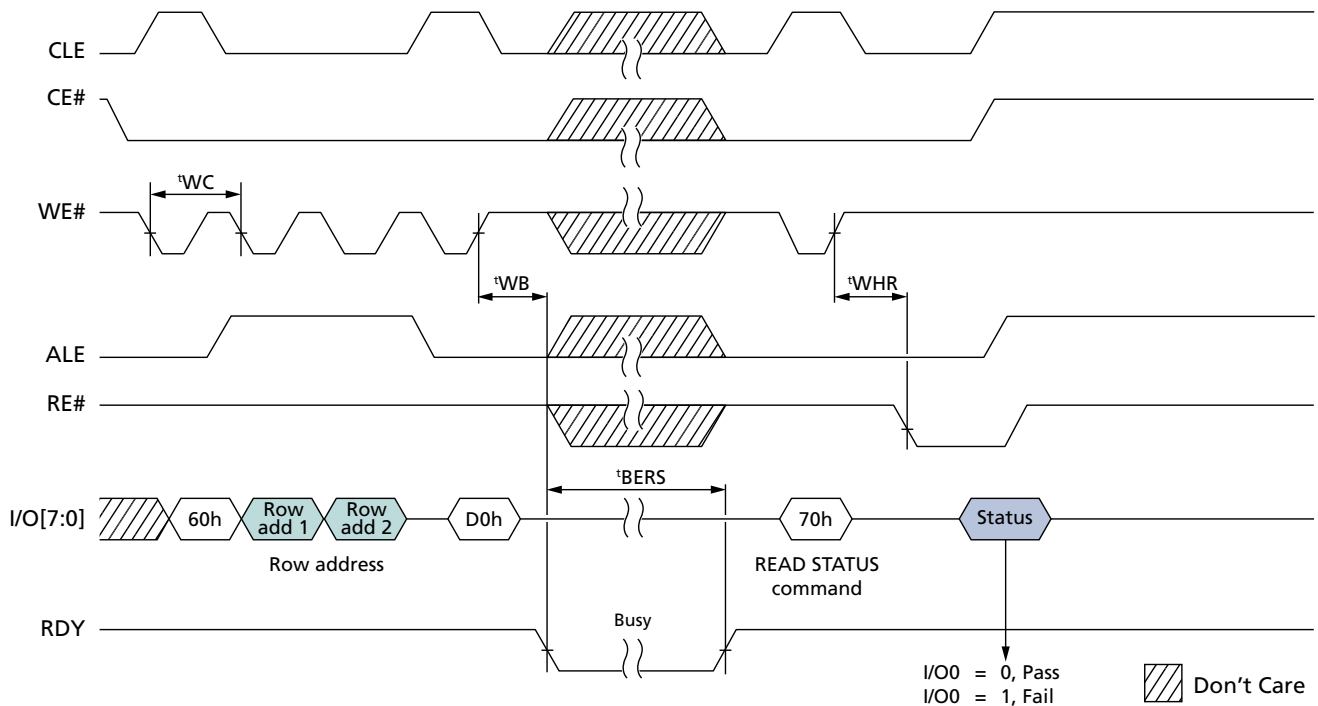 CLE
CE#
tWC
WE#
tWB
tWHR
ALE
RE#
tBERS
I/O[7:0]
60h
Row
add 1
Row
add 2
D0h
70h
Status
Row address
READ STATUS
command
RDY
Busy
I/O0 = 0, Pass
I/O0 = 1, Fail
Don't Care